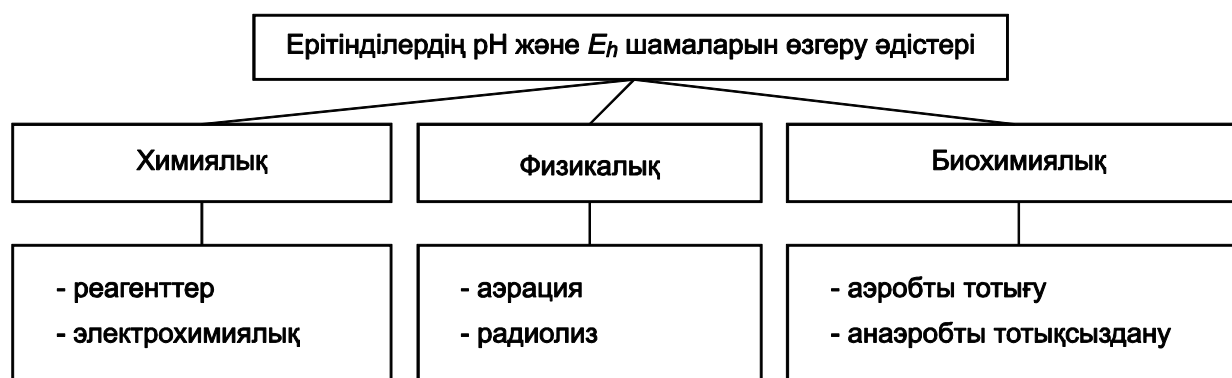 Ерітінділердің pH және Eh шамаларын өзгеру әдістері
Химиялық
Физикалық
Биохимиялық
- реагенттер
- электрохимиялық
- аэрация
- радиолиз
- аэробты тотығу
- анаэробты тотықсыздану